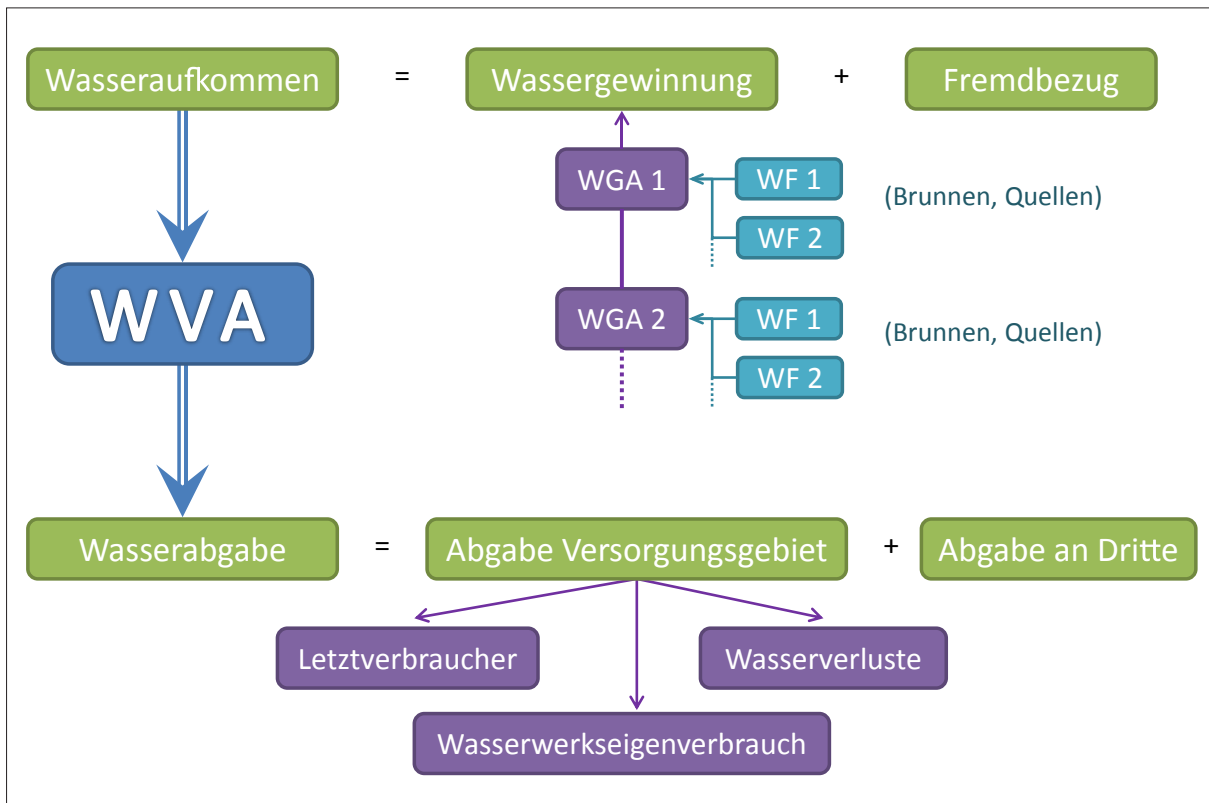 Wasseraufkommen = Wassergewinnung + Fremdbezug
WGA 1 WF 1 (Brunnen, Quellen)
WF 2
WVA
WGA 2 WF 1 (Brunnen, Quellen)
WF 2
Wasserabgabe = Abgabe Versorgungsgebiet + Abgabe an Dritte
Letztverbraucher Wasserverluste
Wasserwerkseigenverbrauch